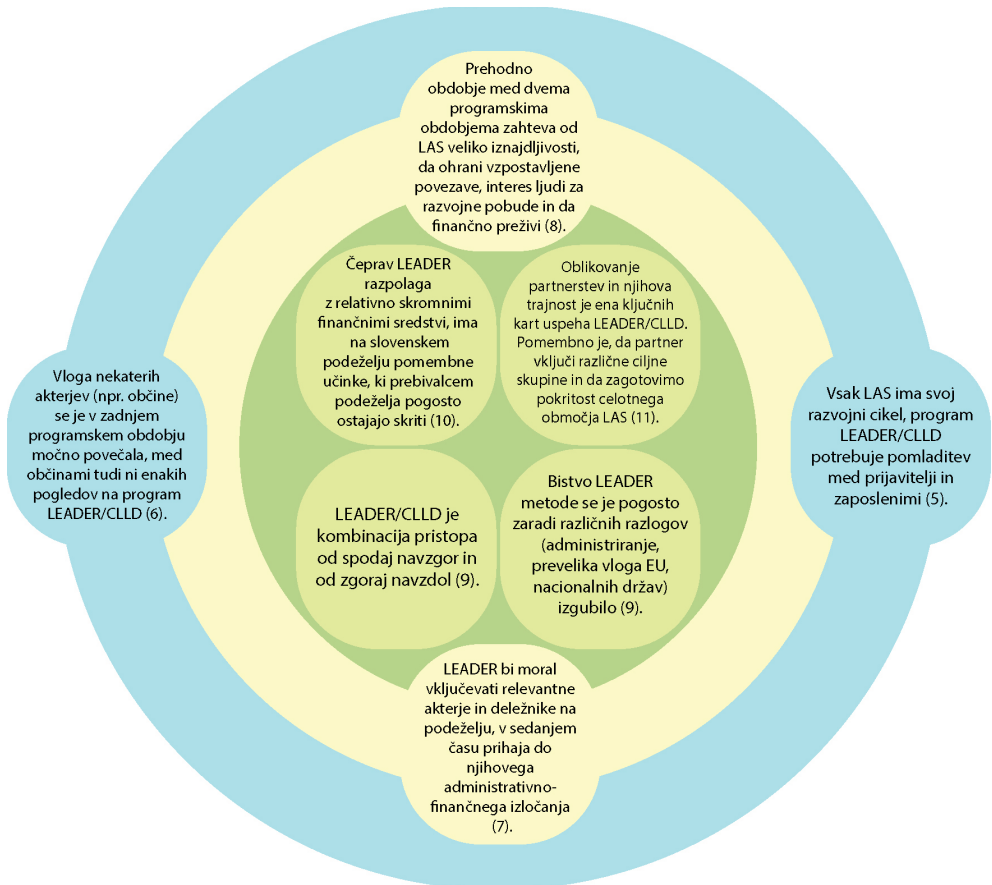 Prehodno
obdobje med dvema
programskima
obdobjema zahteva od
LAS veliko iznajdljivosti,
da ohrani vzpostavljene
povezave, interes ljudi za
razvojne pobude in da
finančno preživi (8).
Čeprav LEADER
razpolaga
z relativno skromnimi
finančnimi sredstvi, ima
na slovenskem
podeželju pomembne
učinke, ki prebivalcem
podeželja pogosto
ostajajo skriti (10).
Oblikovanje
partnerstev in njihova
trajnost je ena ključnih
kart uspeha LEADER/CLLD.
Pomembno je, da partner
vključi različne ciljne
skupine in da zagotovimo
pokritost celotnega
območja LAS (11).
Vloga nekaterih
akterjev (npr. občine)
se je v zadnjem
programskem obdobju
močno povečala, med
občinami tudi ni enakih
pogledov na program
LEADER/CLLD (6).
Vsak LAS ima svoj
razvojni cikel, program
LEADER/CLLD
potrebuje pomladitev
med prijavitelji in
zaposlenimi (5).
LEADER/CLLD je
kombinacija pristopa
od spodaj navzgor in
od zgoraj navzdol (9).
Bistvo LEADER
metode se je pogosto
zaradi različnih razlogov
(administriranje,
prevelika vloga EU,
nacionalnih držav)
izgubilo (9).
LEADER bi moral
vključevati relevantne
akterje in deležnike na
podeželju, v sedanjem
času prihaja do
njihovega
administrativno-
finančnega izločanja
(7).